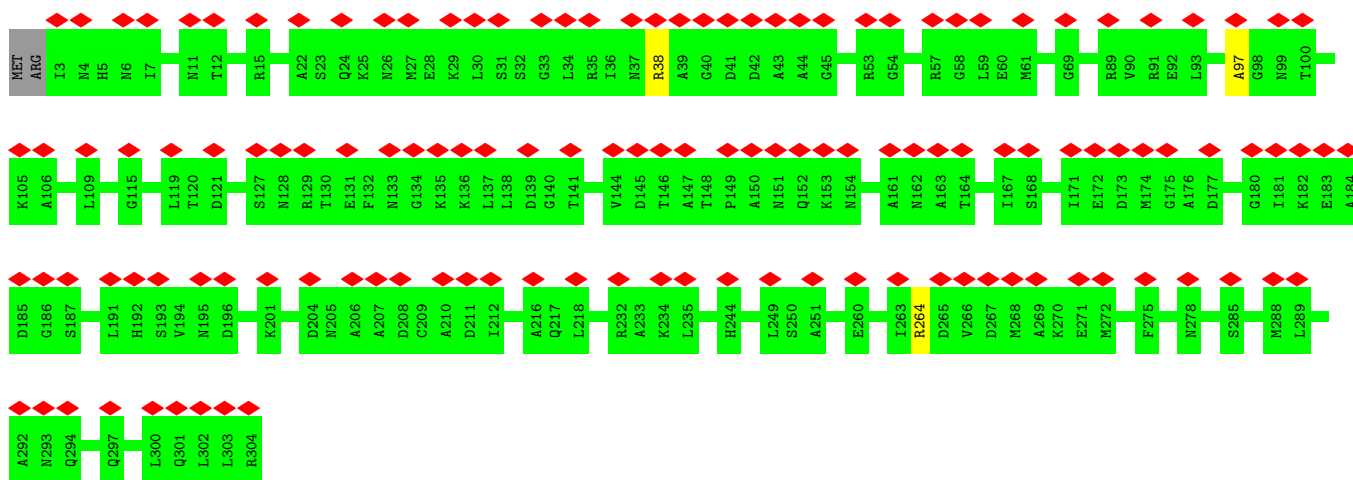 MET ARG I3 N4 H5 N6 I7 N11 T12 R15 A22 S23 Q24 K25 N26 M27 E28 K29 L30 S31 S32 G33 L34 R35 I36 N37 R38 A39 G40 D41 D42 A43 A44 G45 R53 G54 R57 G58 L59 E60 M61 G69 R89 V90 R91 E92 L93 A97 G98 N99 T100
K105 A106 L109 G115 L119 T120 D121 S127 N128 R129 T130 E131 F132 N133 G134 K135 K136 L137 L138 D139 G140 T141 V144 D145 T146 A147 T148 P149 A150 N151 Q152 K153 N154 A161 N162 A163 T164 I167 S168 I171 E172 D173 M174 G175 A176 D177 G180 I181 K182 E183 A184
D185 G186 S187 L191 H192 S193 V194 N195 D196 K201 D204 N205 A206 A207 D208 C209 A210 D211 I212 A216 Q217 L218 R232 A233 K234 L235 H244 L249 S250 A251 E260 I263 R264 D265 V266 D267 M268 A269 K270 E271 M272 F275 N278 S285 M288 L289
A292 N293 Q294 Q297 L300 Q301 L302 L303 R304